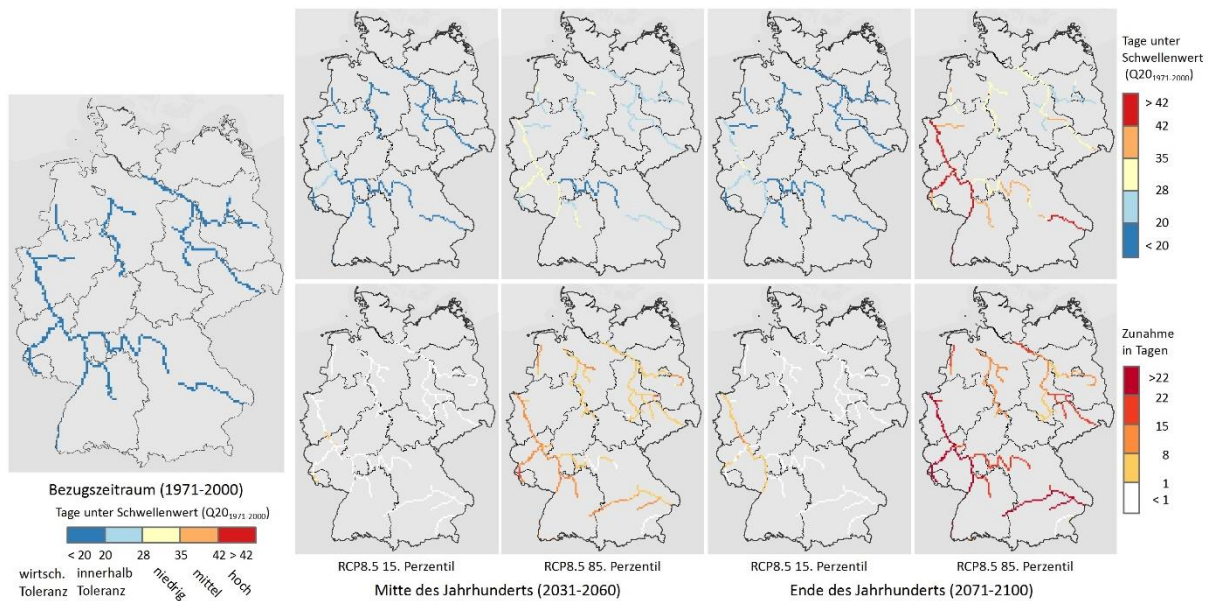 Tage unter
Schwellenwert
(Q20₁₉₇₁₋₂₀₀₀)
> 42
42
35
28
20
< 20
Bezugszeitraum (1971-2000)
Tage unter Schwellenwert (Q20₁₉₇₁₋₂₀₀₀)
< 20 20 28 35 42 > 42
wirtsch.
Toleranz
innerhalb
Toleranz
niedrig
mittel
hoch
Zunahme
in Tagen
>22
22
15
8
1
< 1
RCP8.5 15. Perzentil
RCP8.5 85. Perzentil
RCP8.5 15. Perzentil
RCP8.5 85. Perzentil
Mitte des Jahrhunderts (2031-2060)
Ende des Jahrhunderts (2071-2100)